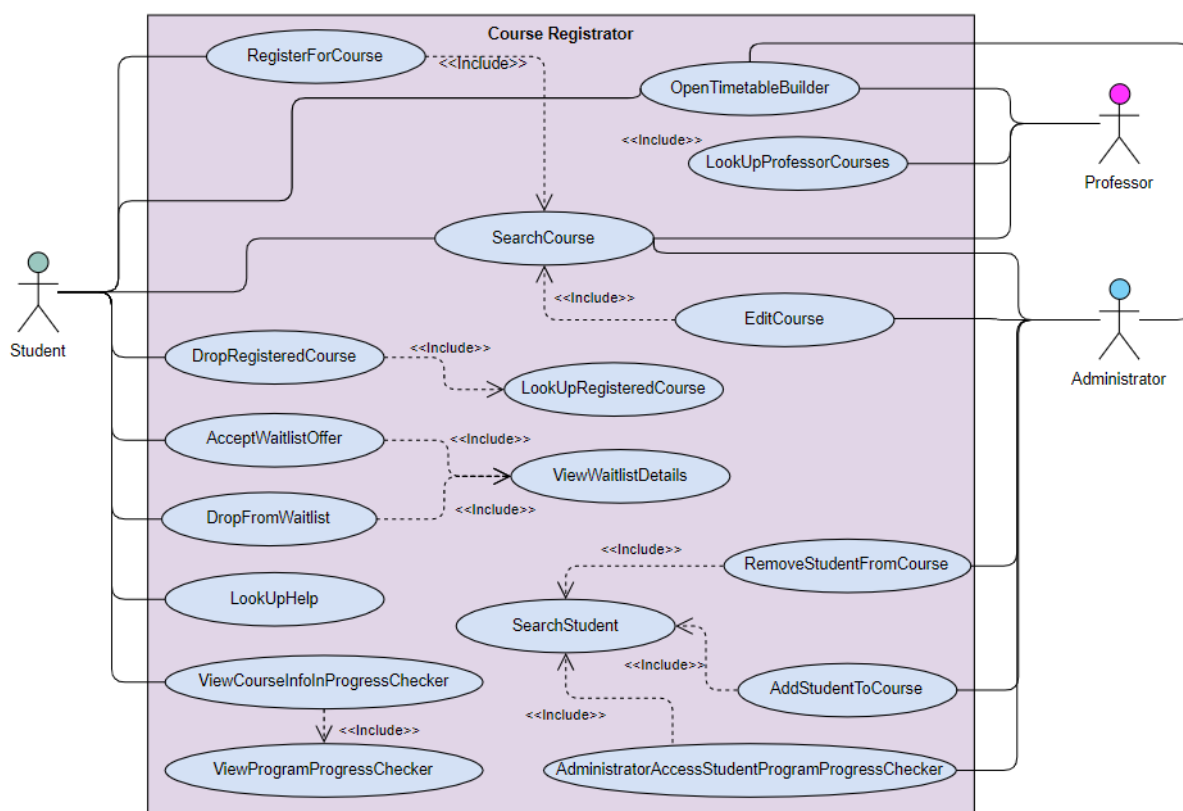 Course Registrator
RegisterForCourse
<<Include>>
OpenTimetableBuilder
<<Include>>
LookUpProfessorCourses
Professor
SearchCourse
<<Include>>
EditCourse
Student
Administrator
DropRegisteredCourse
<<Include>>
LookUpRegisteredCourse
AcceptWaitlistOffer
<<Include>>
ViewWaitlistDetails
DropFromWaitlist
<<Include>>
<<Include>>
RemoveStudentFromCourse
LookUpHelp
SearchStudent
<<Include>>
ViewCourseInfoInProgressChecker
AddStudentToCourse
<<Include>>
<<Include>>
ViewProgramProgressChecker
AdministratorAccessStudentProgramProgressChecker